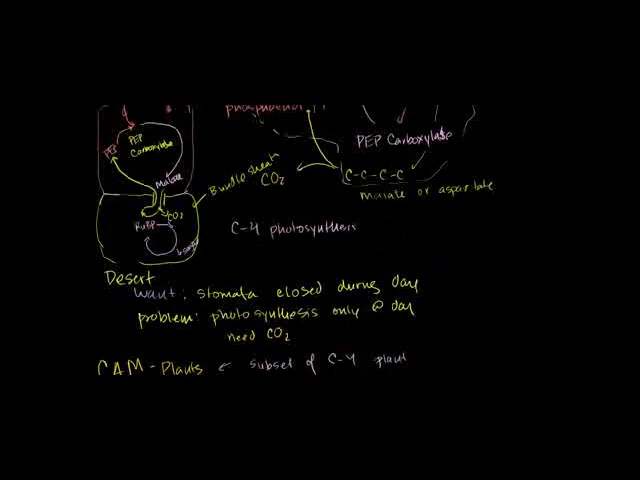 PEP Carboxylase
PEP
PEP
Carboxylase
Bundle sheath
CO2
C-C-C-C
Malate
malate or aspartate
CO2
RuBP
C-4 photosynthesis
Desert
want: stomata closed during day
problem: photosynthesis only @ day
need CO2
CAM-Plants ← subset of C-4 plant